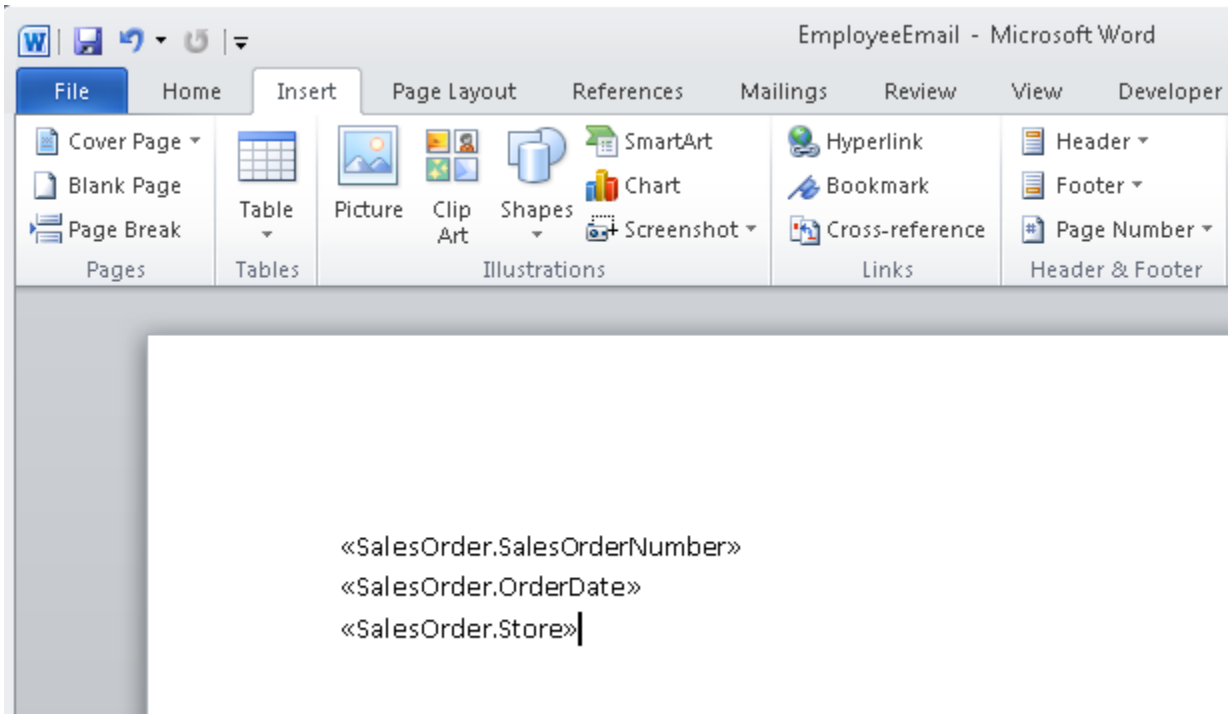 EmployeeEmail - Microsoft Word
File Home Insert Page Layout References Mailings Review View Developer
Cover Page
Blank Page
Page Break
Pages
Table
Tables
Picture
Clip
Art
Shapes
SmartArt
Chart
Screenshot
Illustrations
Hyperlink
Bookmark
Cross-reference
Links
Header
Footer
Page Number
Header & Footer
«SalesOrder.SalesOrderNumber»
«SalesOrder.OrderDate»
«SalesOrder.Store»